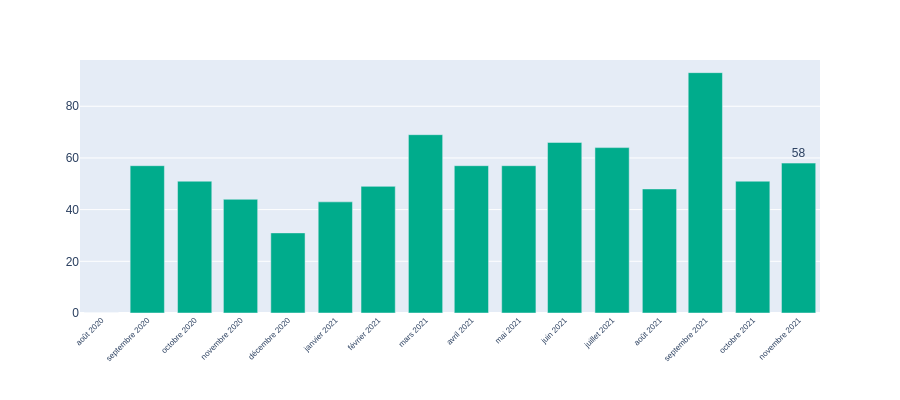 80
60
40
20
0
58
août 2020
septembre 2020
octobre 2020
novembre 2020
décembre 2020
janvier 2021
février 2021
mars 2021
avril 2021
mai 2021
juin 2021
juillet 2021
août 2021
septembre 2021
octobre 2021
novembre 2021